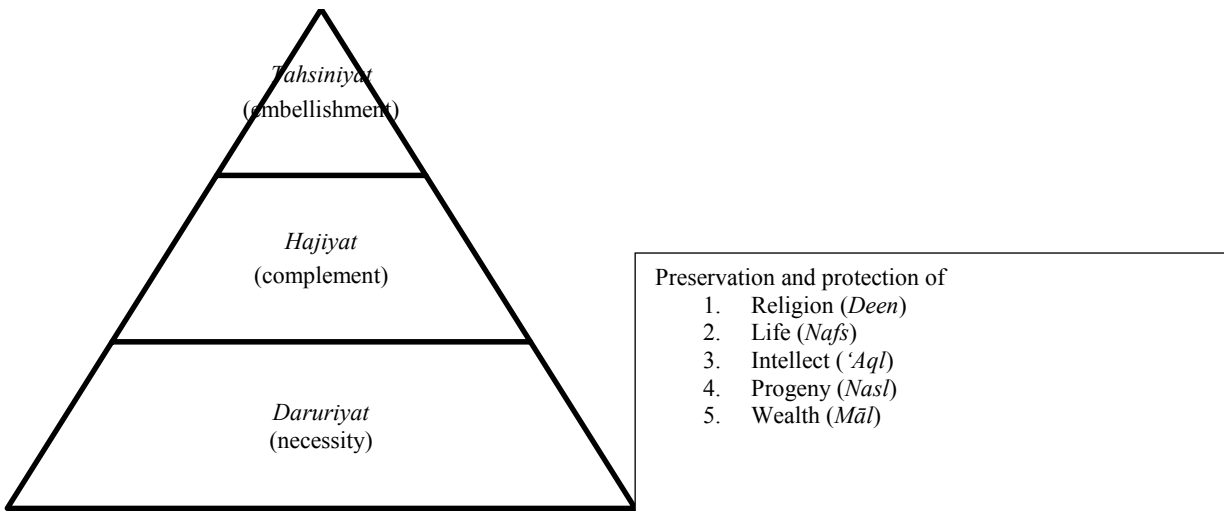 Tahsiniyat
(embellishment)
Hajiyat
(complement)
Daruriyat
(necessity)
Preservation and protection of
1. Religion (Deen)
2. Life (Nafs)
3. Intellect (‘Aql)
4. Progeny (Nasl)
5. Wealth (Māl)